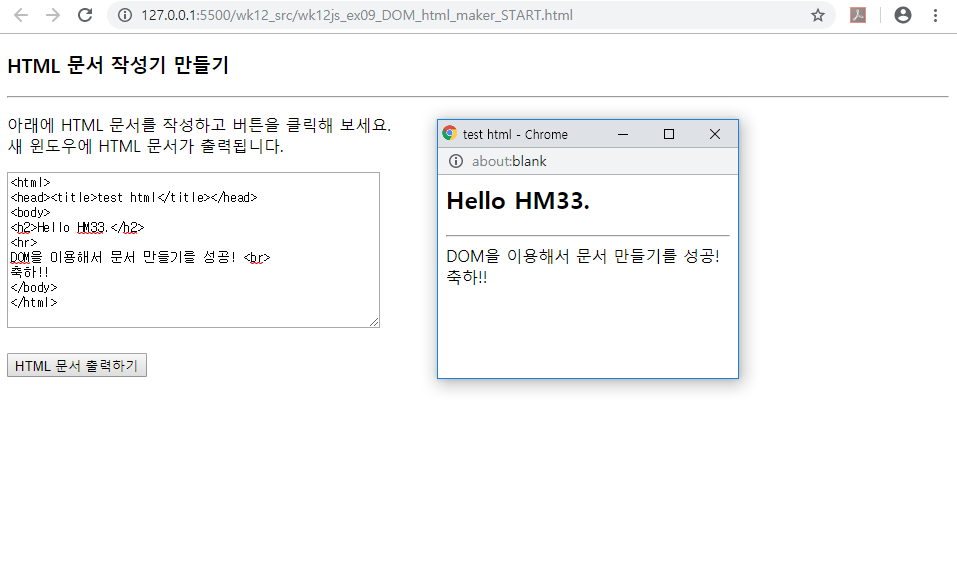 127.0.0.1:5500/wk12_src/wk12js_ex09_DOM_html_maker_START.html
HTML 문서 작성기 만들기
아래에 HTML 문서를 작성하고 버튼을 클릭해 보세요.
새 윈도우에 HTML 문서가 출력됩니다.
<html>
<head><title>test html</title></head>
<body>
<h2>Hello HM33.</h2>
<hr>
DOM을 이용해서 문서 만들기를 성공! <br>
축하!!
</body>
</html>
HTML 문서 출력하기
test html - Chrome
about:blank
Hello HM33.
DOM을 이용해서 문서 만들기를 성공!
축하!!